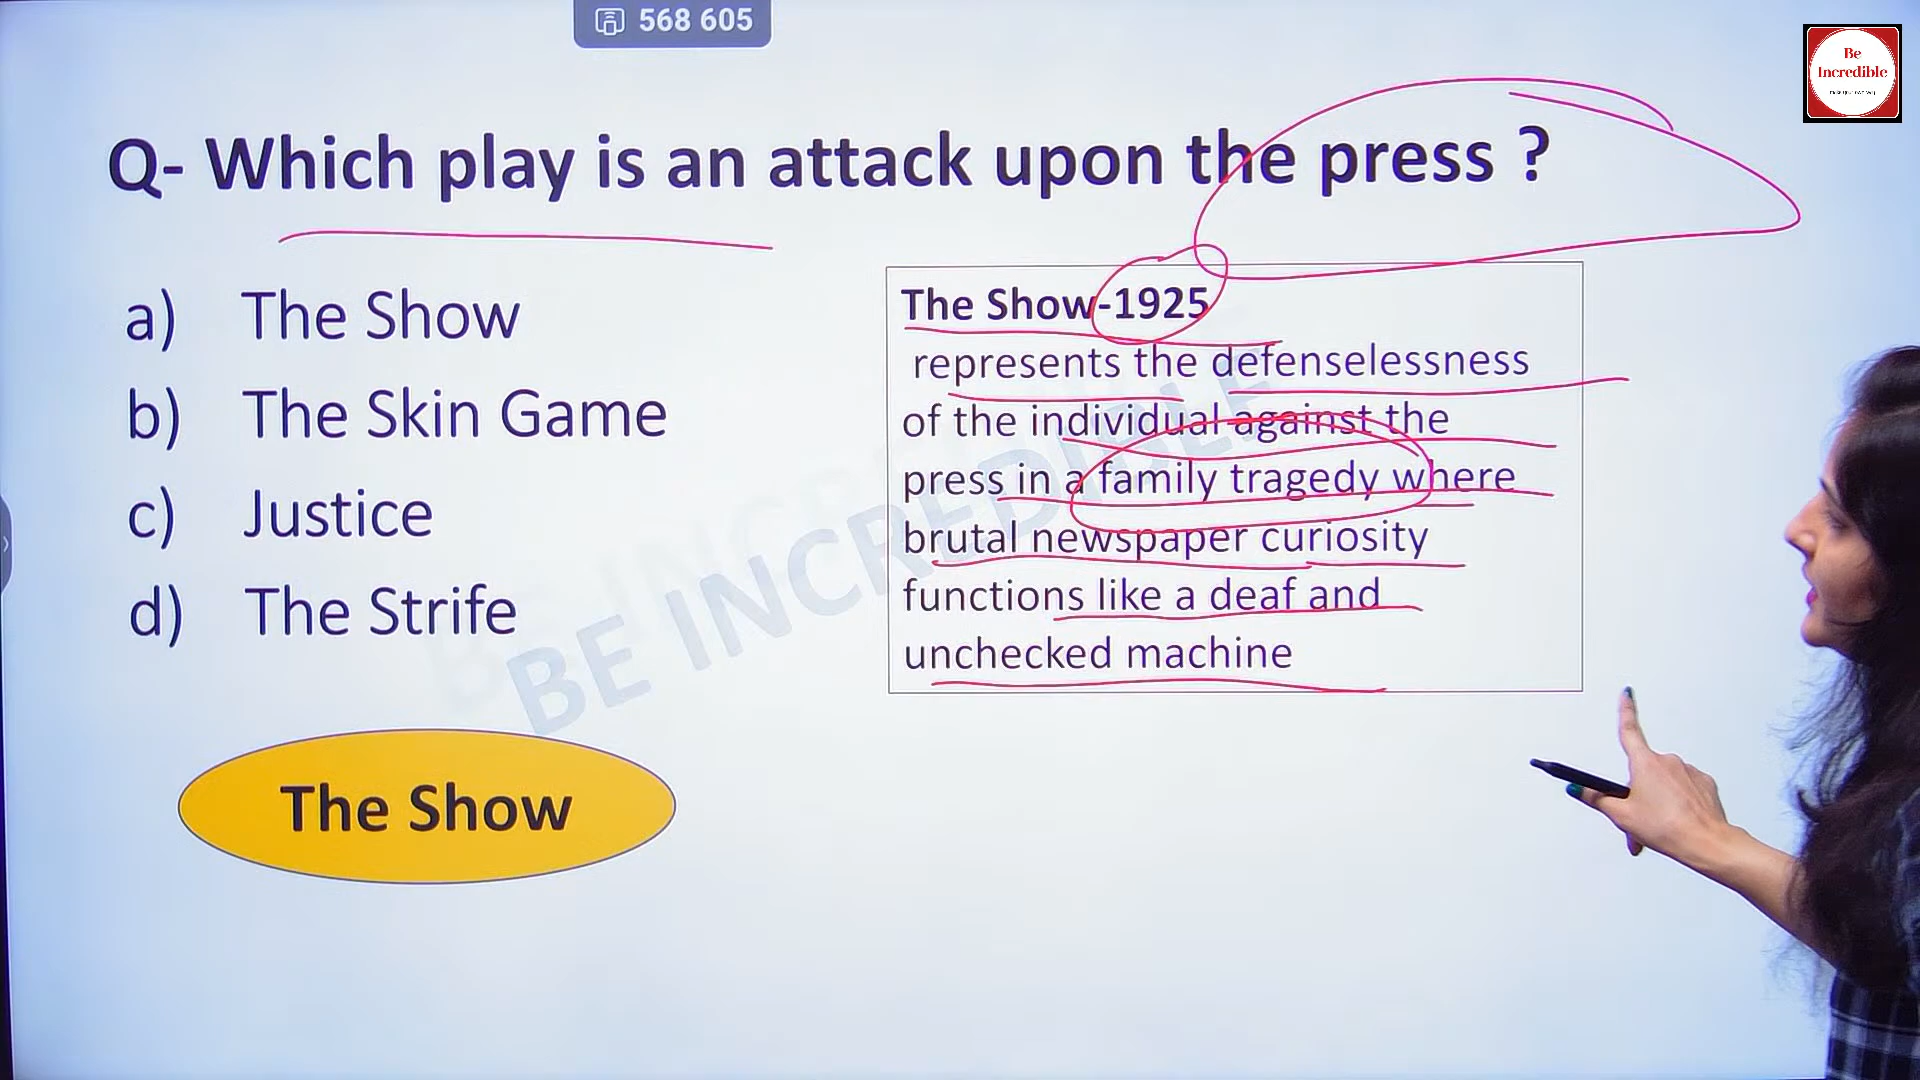 568 605
Be
Incredible
Q- Which play is an attack upon the press ?
a) The Show
b) The Skin Game
c) Justice
d) The Strife
The Show-1925
represents the defenselessness
of the individual against the
press in a family tragedy where
brutal newspaper curiosity
functions like a deaf and
unchecked machine
BE INCREDIBLE
The Show